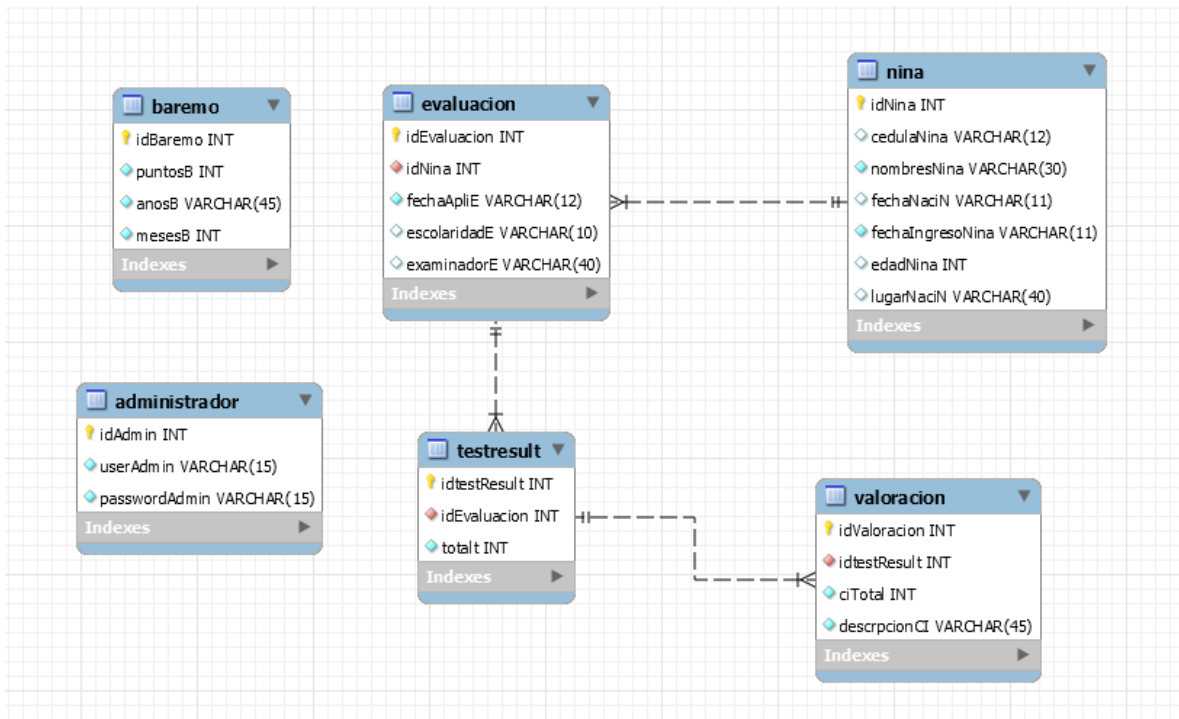 baremo
idBaremo INT
puntosB INT
anosB VARCHAR(45)
mesesB INT
Indexes
evaluacion
idEvaluacion INT
idNina INT
fechaApliE VARCHAR(12)
escolaridadE VARCHAR(10)
examinadorE VARCHAR(40)
Indexes
nina
idNina INT
cedulaNina VARCHAR(12)
nombresNina VARCHAR(30)
fechaNaciN VARCHAR(11)
fechaIngresoNina VARCHAR(11)
edadNina INT
lugarNaciN VARCHAR(40)
Indexes
administrador
idAdmin INT
userAdmin VARCHAR(15)
passwordAdmin VARCHAR(15)
Indexes
testresult
idtestResult INT
idEvaluacion INT
totalt INT
Indexes
valoracion
idValoracion INT
idtestResult INT
ciTotal INT
descrpcionCI VARCHAR(45)
Indexes